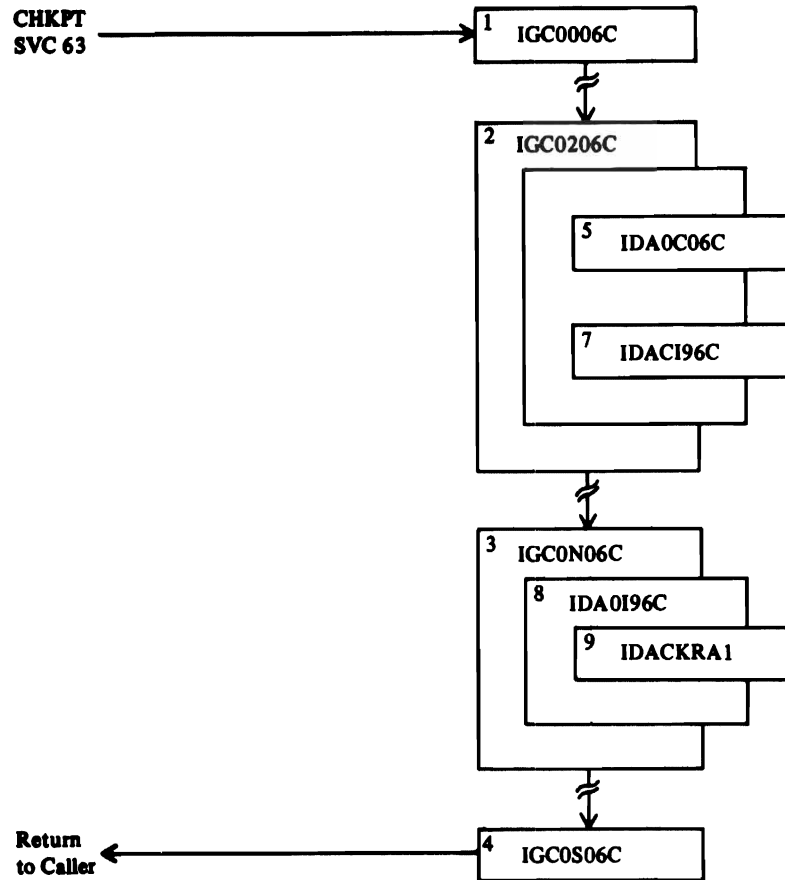 CHKPT
SVC 63
1 IGC0006C
2 IGC0206C
5 IDA0C06C
7 IDACI96C
3 IGC0N06C
8 IDA0I96C
9 IDACKRA1
Return
to Caller
4 IGC0S06C